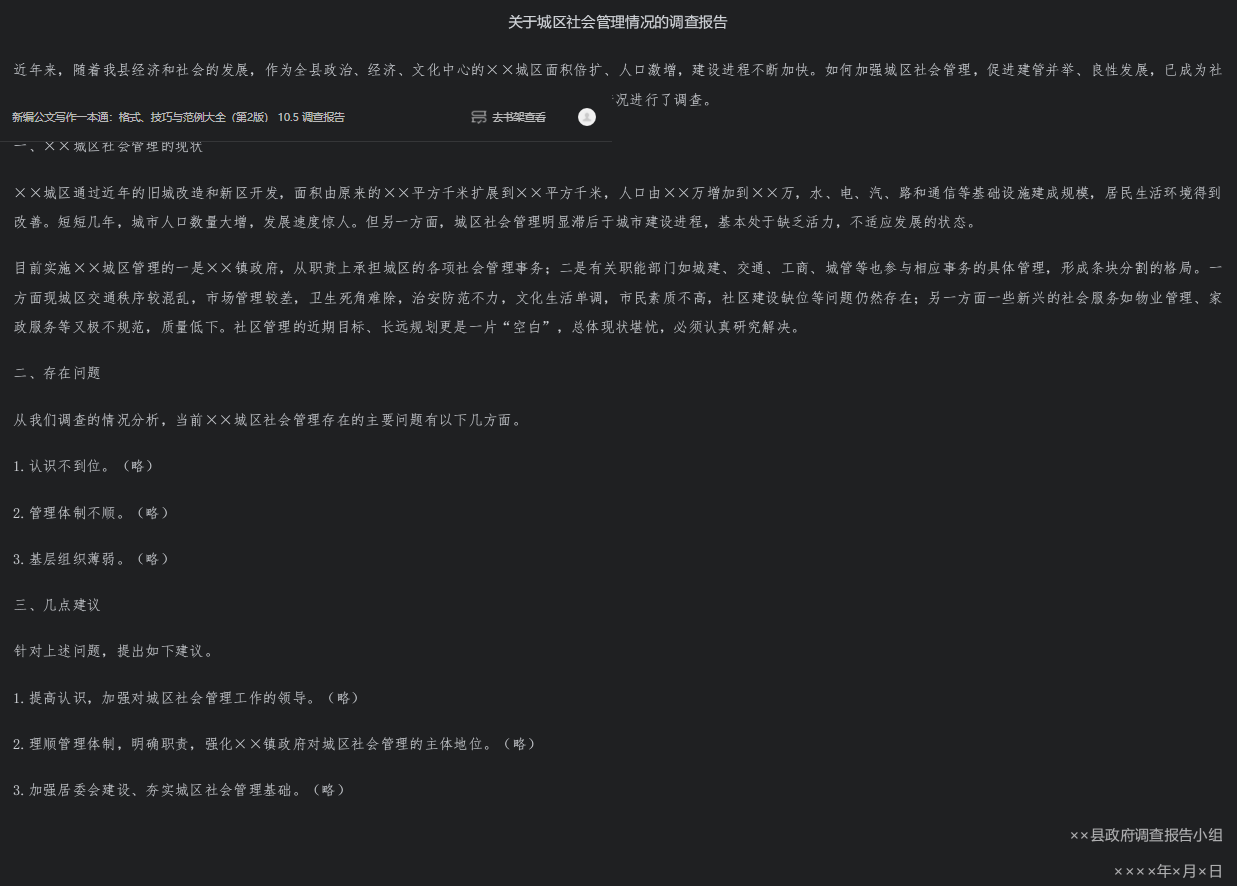 关于城区社会管理情况的调查报告
近年来，随着我县经济和社会的发展，作为全县政治、经济、文化中心的××城区面积倍扩、人口激增，建设进程不断加快。如何加强城区社会管理，促进建管并举、良性发展，已成为社
况进行了调查。
新编公文写作一本通：格式、技巧与范例大全（第2版） 10.5 调查报告
去书架查看
一、××城区社会管理的现状
××城区通过近年的旧城改造和新区开发，面积由原来的××平方千米扩展到××平方千米，人口由××万增加到××万，水、电、汽、路和通信等基础设施建成规模，居民生活环境得到
改善。短短几年，城市人口数量大增，发展速度惊人。但另一方面，城区社会管理明显滞后于城市建设进程，基本处于缺乏活力，不适应发展的状态。
目前实施××城区管理的一是××镇政府，从职责上承担城区的各项社会管理事务；二是有关职能部门如城建、交通、工商、城管等也参与相应事务的具体管理，形成条块分割的格局。一
方面现城区交通秩序较混乱，市场管理较差，卫生死角难除，治安防范不力，文化生活单调，市民素质不高，社区建设缺位等问题仍然存在；另一方面一些新兴的社会服务如物业管理、家
政服务等又极不规范，质量低下。社区管理的近期目标、长远规划更是一片“空白”，总体现状堪忧，必须认真研究解决。
二、存在问题
从我们调查的情况分析，当前××城区社会管理存在的主要问题有以下几方面。
1. 认识不到位。（略）
2. 管理体制不顺。（略）
3. 基层组织薄弱。（略）
三、几点建议
针对上述问题，提出如下建议。
1. 提高认识，加强对城区社会管理工作的领导。（略）
2. 理顺管理体制，明确职责，强化××镇政府对城区社会管理的主体地位。（略）
3. 加强居委会建设、夯实城区社会管理基础。（略）
××县政府调查报告小组
××××年×月×日